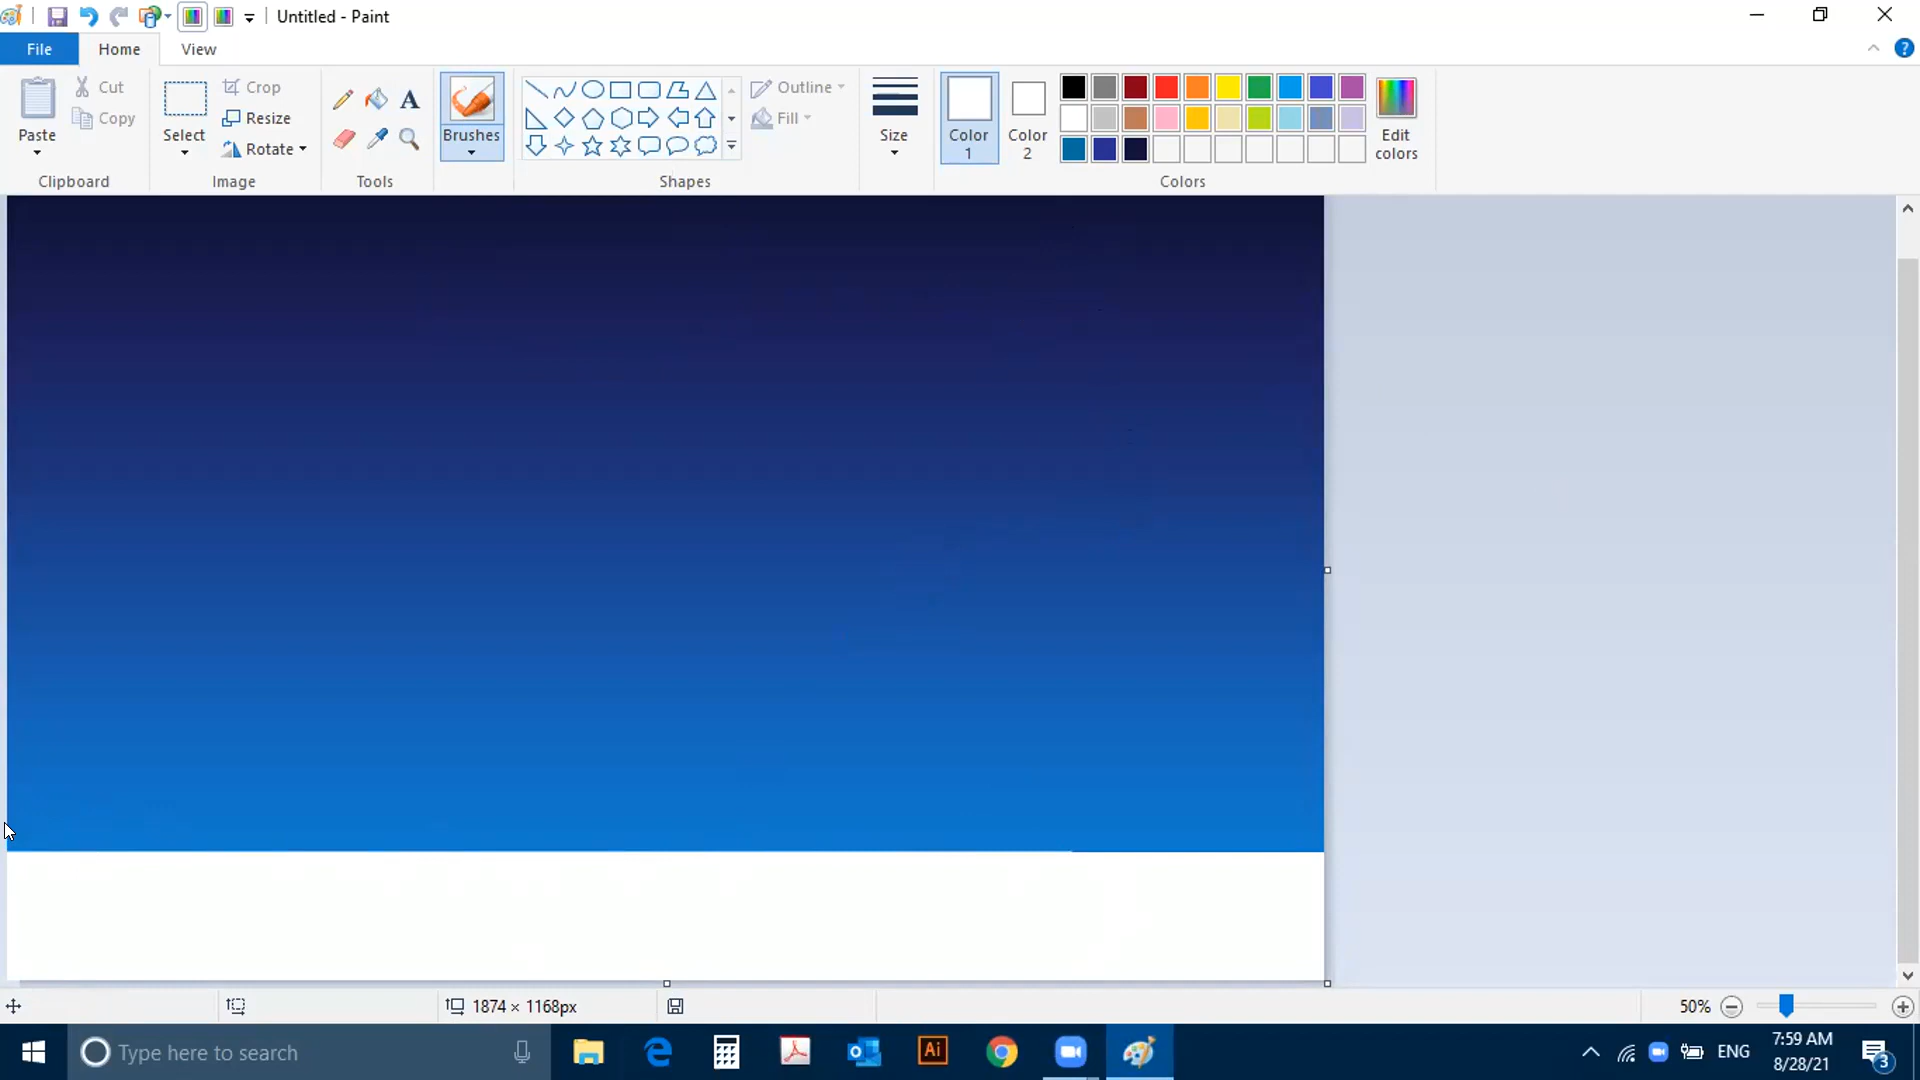 Untitled - Paint
File Home View
Paste Cut Copy
Select Crop Resize Rotate
A
Brushes
Outline Fill
Size
Color 1 Color 2
Edit colors
Clipboard Image Tools Shapes Colors
?
1874 × 1168px
50%
Type here to search
Ai
ENG
7:59 AM
8/28/21
3